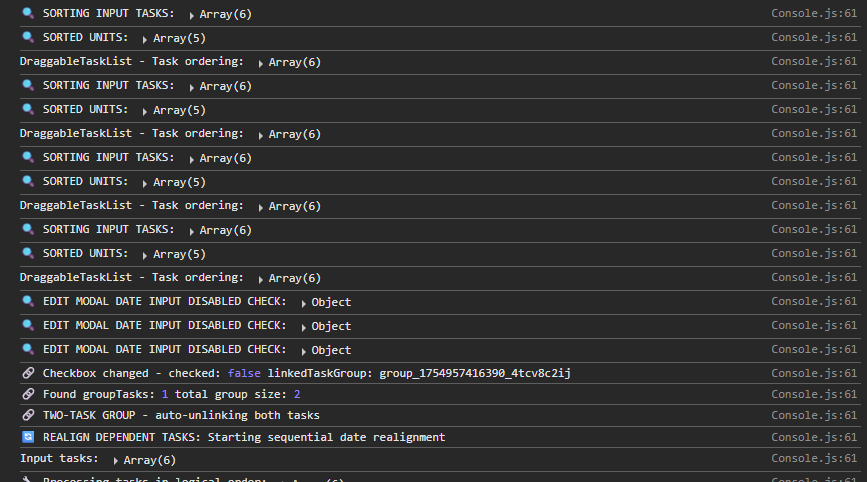 SORTING INPUT TASKS: Array(6) Console.js:61
SORTED UNITS: Array(5) Console.js:61
DraggableTaskList - Task ordering: Array(6) Console.js:61
SORTING INPUT TASKS: Array(6) Console.js:61
SORTED UNITS: Array(5) Console.js:61
DraggableTaskList - Task ordering: Array(6) Console.js:61
SORTING INPUT TASKS: Array(6) Console.js:61
SORTED UNITS: Array(5) Console.js:61
DraggableTaskList - Task ordering: Array(6) Console.js:61
SORTING INPUT TASKS: Array(6) Console.js:61
SORTED UNITS: Array(5) Console.js:61
DraggableTaskList - Task ordering: Array(6) Console.js:61
EDIT MODAL DATE INPUT DISABLED CHECK: Object Console.js:61
EDIT MODAL DATE INPUT DISABLED CHECK: Object Console.js:61
EDIT MODAL DATE INPUT DISABLED CHECK: Object Console.js:61
Checkbox changed - checked: false linkedTaskGroup: group_1754957416390_4tcv8c2ij Console.js:61
Found groupTasks: 1 total group size: 2 Console.js:61
TWO-TASK GROUP - auto-unlinking both tasks Console.js:61
REALIGN DEPENDENT TASKS: Starting sequential date realignment Console.js:61
Input tasks: Array(6) Console.js:61
Processing tasks in logical order: Array(6) Console.js:61